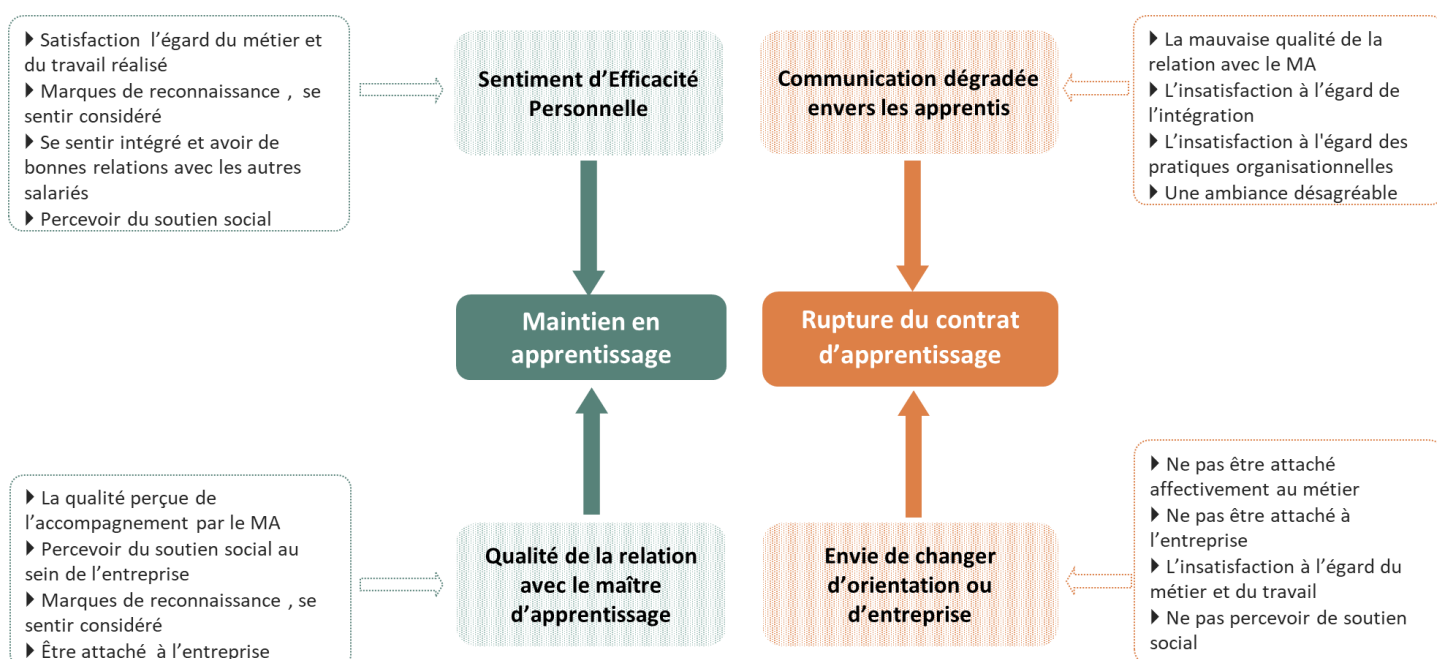 ▶ Satisfaction l'égard du métier et
du travail réalisé
▶ Marques de reconnaissance , se
sentir considéré
▶ Se sentir intégré et avoir de
bonnes relations avec les autres
salariés
▶ Percevoir du soutien social
Sentiment d'Efficacité
Personnelle
Communication dégradée
envers les apprentis
▶ La mauvaise qualité de la
relation avec le MA
▶ L'insatisfaction à l'égard de
l'intégration
▶ L'insatisfaction à l'égard des
pratiques organisationnelles
▶ Une ambiance désagréable
Maintien en
apprentissage
Rupture du contrat
d'apprentissage
▶ La qualité perçue de
l'accompagnement par le MA
▶ Percevoir du soutien social au
sein de l'entreprise
▶ Marques de reconnaissance , se
sentir considéré
▶ Être attaché à l'entreprise
Qualité de la relation
avec le maître
d'apprentissage
Envie de changer
d'orientation ou
d'entreprise
▶ Ne pas être attaché
affectivement au métier
▶ Ne pas être attaché à
l'entreprise
▶ L'insatisfaction à l'égard du
métier et du travail
▶ Ne pas percevoir de soutien
social